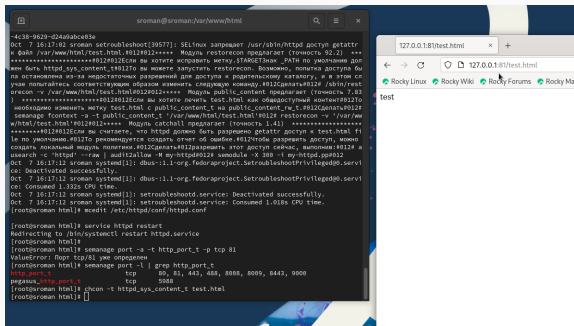 sroman@sroman:/var/www/html
-4c38-9629-d24a9abce03e
Oct  7 16:17:02 sroman setroubleshoot[39577]: SELinux запрещает /usr/sbin/httpd доступ getattr
к файл /var/www/html/test.html.#012#012***** Модуль restorecon предлагает (точность 92.2)  ***
*********************#012#012Если вы хотите исправить метку.$TARGETЗнак _PATH по умолчанию дол
жен быть httpd_sys_content_t#012То вы можете запустить restorecon. Возможно, попытка доступа бы
ла остановлена из-за недостаточных разрешений для доступа к родительскому каталогу, и в этом сл
учае попытайтесь соответствующим образом изменить следующую команду.#012Сделать#012# /sbin/rest
orecon -v /var/www/html/test.html#012#012***** Модуль public_content предлагает (точность 7.83
) *********************#012#012Если вы хотите лечить test.html как общедоступный контент#012То
необходимо изменить метку test.html с public_content_t на public_content_rw_t.#012Сделать#012#
semanage fcontext -a -t public_content_t '/var/www/html/test.html'#012# restorecon -v '/var/ww
w/html/test.html'#012#012***** Модуль catchall предлагает (точность 1.41) ******************
********#012#012Если вы считаете, что httpd должно быть разрешено getattr доступ к test.html fi
le по умолчанию.#012То рекомендуется создать отчет об ошибке.#012Чтобы разрешить доступ, можно
создать локальный модуль политики.#012Сделать#012разрешить этот доступ сейчас, выполнив:#012# a
usearch -c 'httpd' --raw | audit2allow -M my-httpd#012# semodule -X 300 -i my-httpd.pp#012
Oct  7 16:17:12 sroman systemd[1]: dbus-:1.1-org.fedoraproject.SetroubleshootPrivileged@0.servi
ce: Deactivated successfully.
Oct  7 16:17:12 sroman systemd[1]: dbus-:1.1-org.fedoraproject.SetroubleshootPrivileged@0.servi
ce: Consumed 1.332s CPU time.
Oct  7 16:17:12 sroman systemd[1]: setroubleshootd.service: Deactivated successfully.
Oct  7 16:17:12 sroman systemd[1]: setroubleshootd.service: Consumed 1.018s CPU time.
[root@sroman html]# mcedit /etc/httpd/conf/httpd.conf
[root@sroman html]# service httpd restart
Redirecting to /bin/systemctl restart httpd.service
[root@sroman html]#
[root@sroman html]# semanage port -a -t http_port_t -p tcp 81
ValueError: Порт tcp/81 уже определен
[root@sroman html]# semanage port -l | grep http_port_t
http_port_t                    tcp      80, 81, 443, 488, 8008, 8009, 8443, 9000
pegasus_http_port_t            tcp      5988
[root@sroman html]# chcon -t httpd_sys_content_t test.html
[root@sroman html]#
127.0.0.1:81/test.html
127.0.0.1:81/test.html
Rocky Linux
Rocky Wiki
Rocky Forums
Rocky Ma
test